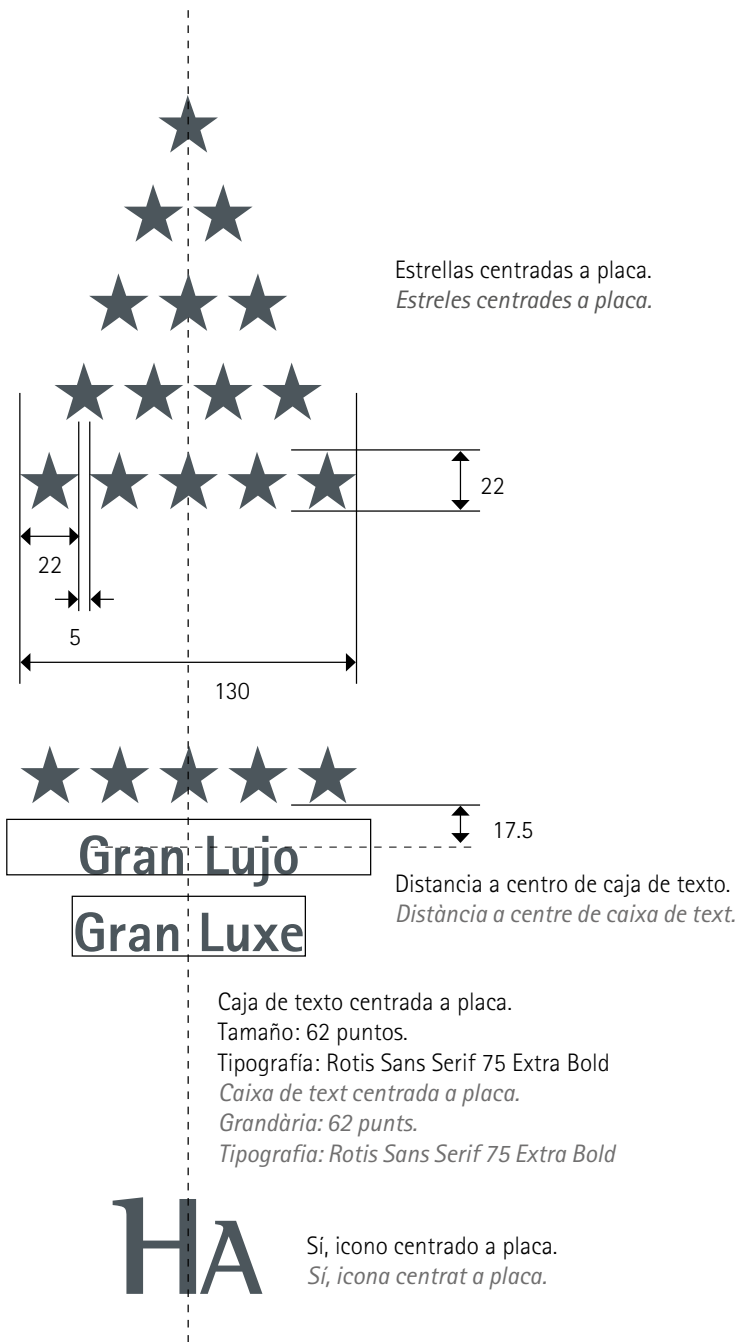 Estrellas centradas a placa.
Estreles centrades a placa.
22
22
5
130
17.5
Gran Lujo
Distancia a centro de caja de texto.
Distància a centre de caixa de text.
Gran Luxe
Caja de texto centrada a placa.
Tamaño: 62 puntos.
Tipografía: Rotis Sans Serif 75 Extra Bold
Caixa de text centrada a placa.
Grandària: 62 punts.
Tipografia: Rotis Sans Serif 75 Extra Bold
HA
Sí, icono centrado a placa.
Sí, icona centrat a placa.